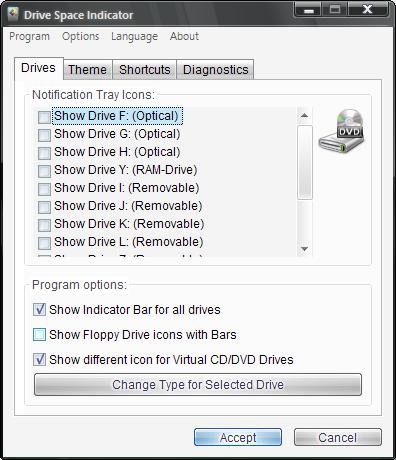 Drive Space Indicator
Program Options Language About
Drives Theme Shortcuts Diagnostics
Notification Tray Icons:
Show Drive F: (Optical)
Show Drive G: (Optical)
Show Drive H: (Optical)
Show Drive Y: (RAM-Drive)
Show Drive I: (Removable)
Show Drive J: (Removable)
Show Drive K: (Removable)
Show Drive L: (Removable)
DVD
Program options:
Show Indicator Bar for all drives
Show Floppy Drive icons with Bars
Show different icon for Virtual CD/DVD Drives
Change Type for Selected Drive
Accept Cancel